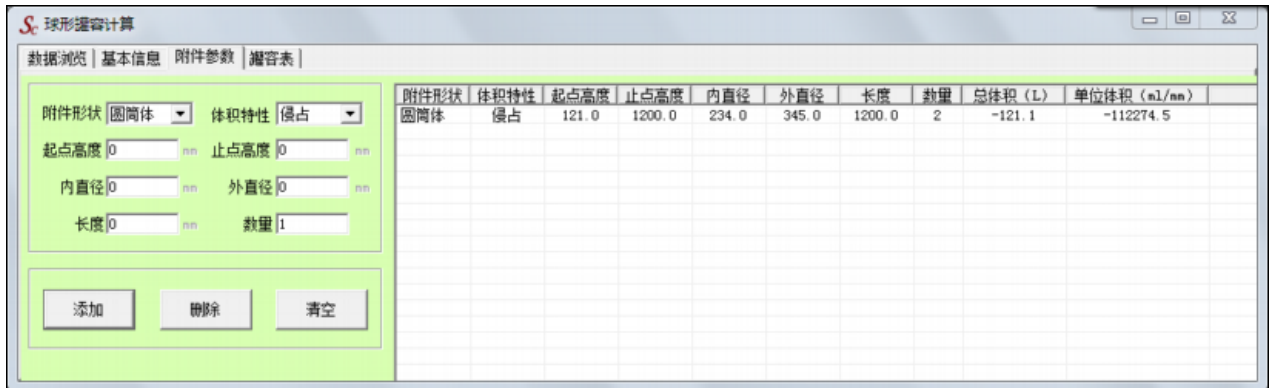 Sc 球形罐容计算
数据浏览 基本信息 附件参数 罐容表
附件形状 圆筒体 体积特性 侵占
起点高度 0 mm 止点高度 0 mm
内直径 0 mm 外直径 0 mm
长度 0 mm 数量 1
添加 删除 清空
附件形状 体积特性 起点高度 止点高度 内直径 外直径 长度 数量 总体积(L) 单位体积(ml/mm)
圆筒体 侵占 121.0 1200.0 234.0 345.0 1200.0 2 -121.1 -112274.5